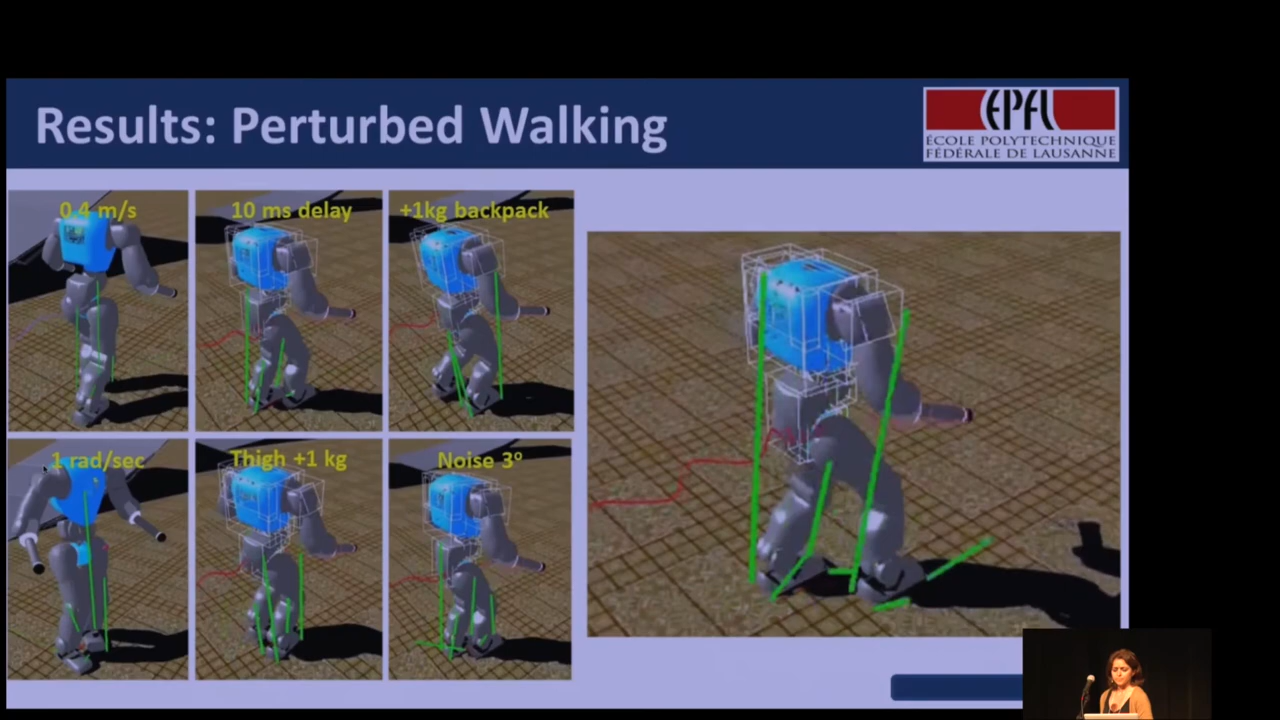 Results: Perturbed Walking
EPFL
ÉCOLE POLYTECHNIQUE
FÉDÉRALE DE LAUSANNE
0.4 m/s
10 ms delay
+1kg backpack
1 rad/sec
Thigh +1 kg
Noise 3º